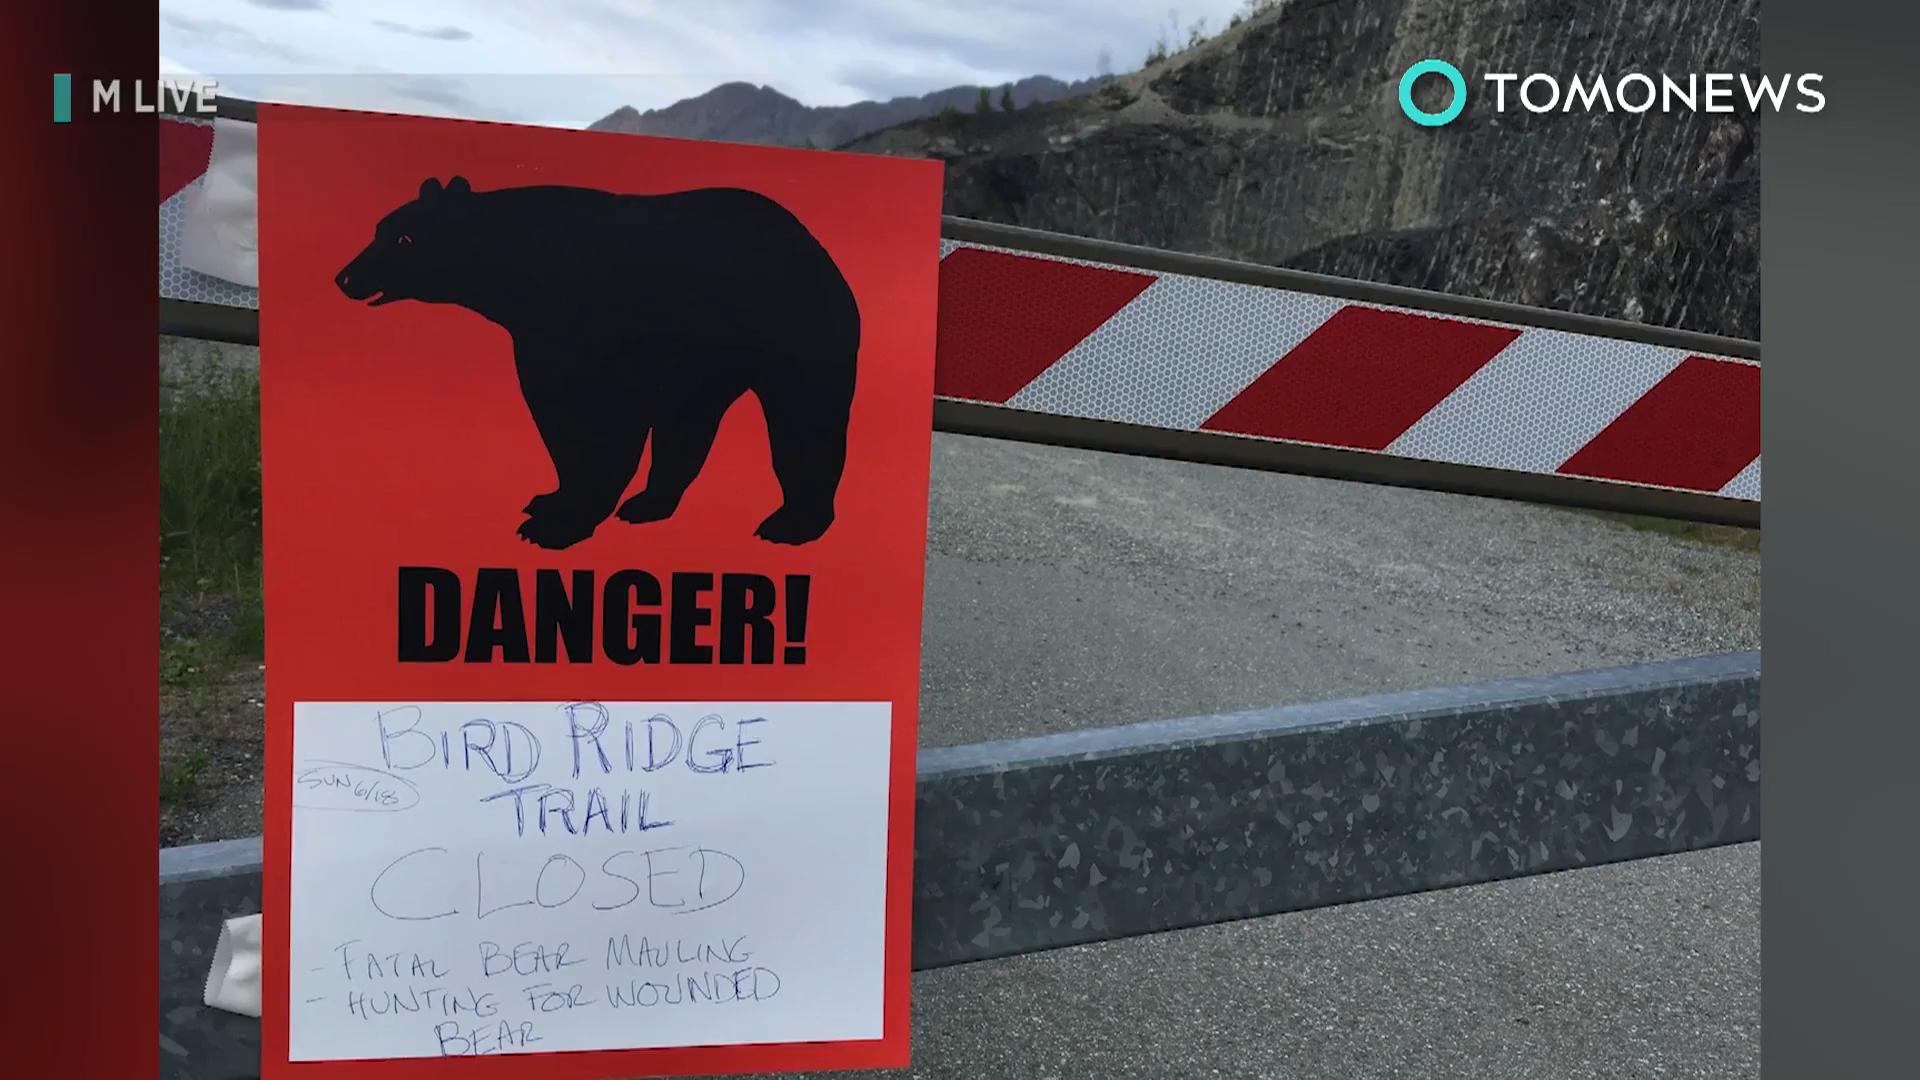 M LIVE
TOMONEWS
DANGER!
BIRD RIDGE
SUN 6/18
TRAIL
CLOSED
- FATAL BEAR MAULING
- HUNTING FOR WOUNDED
BEAR